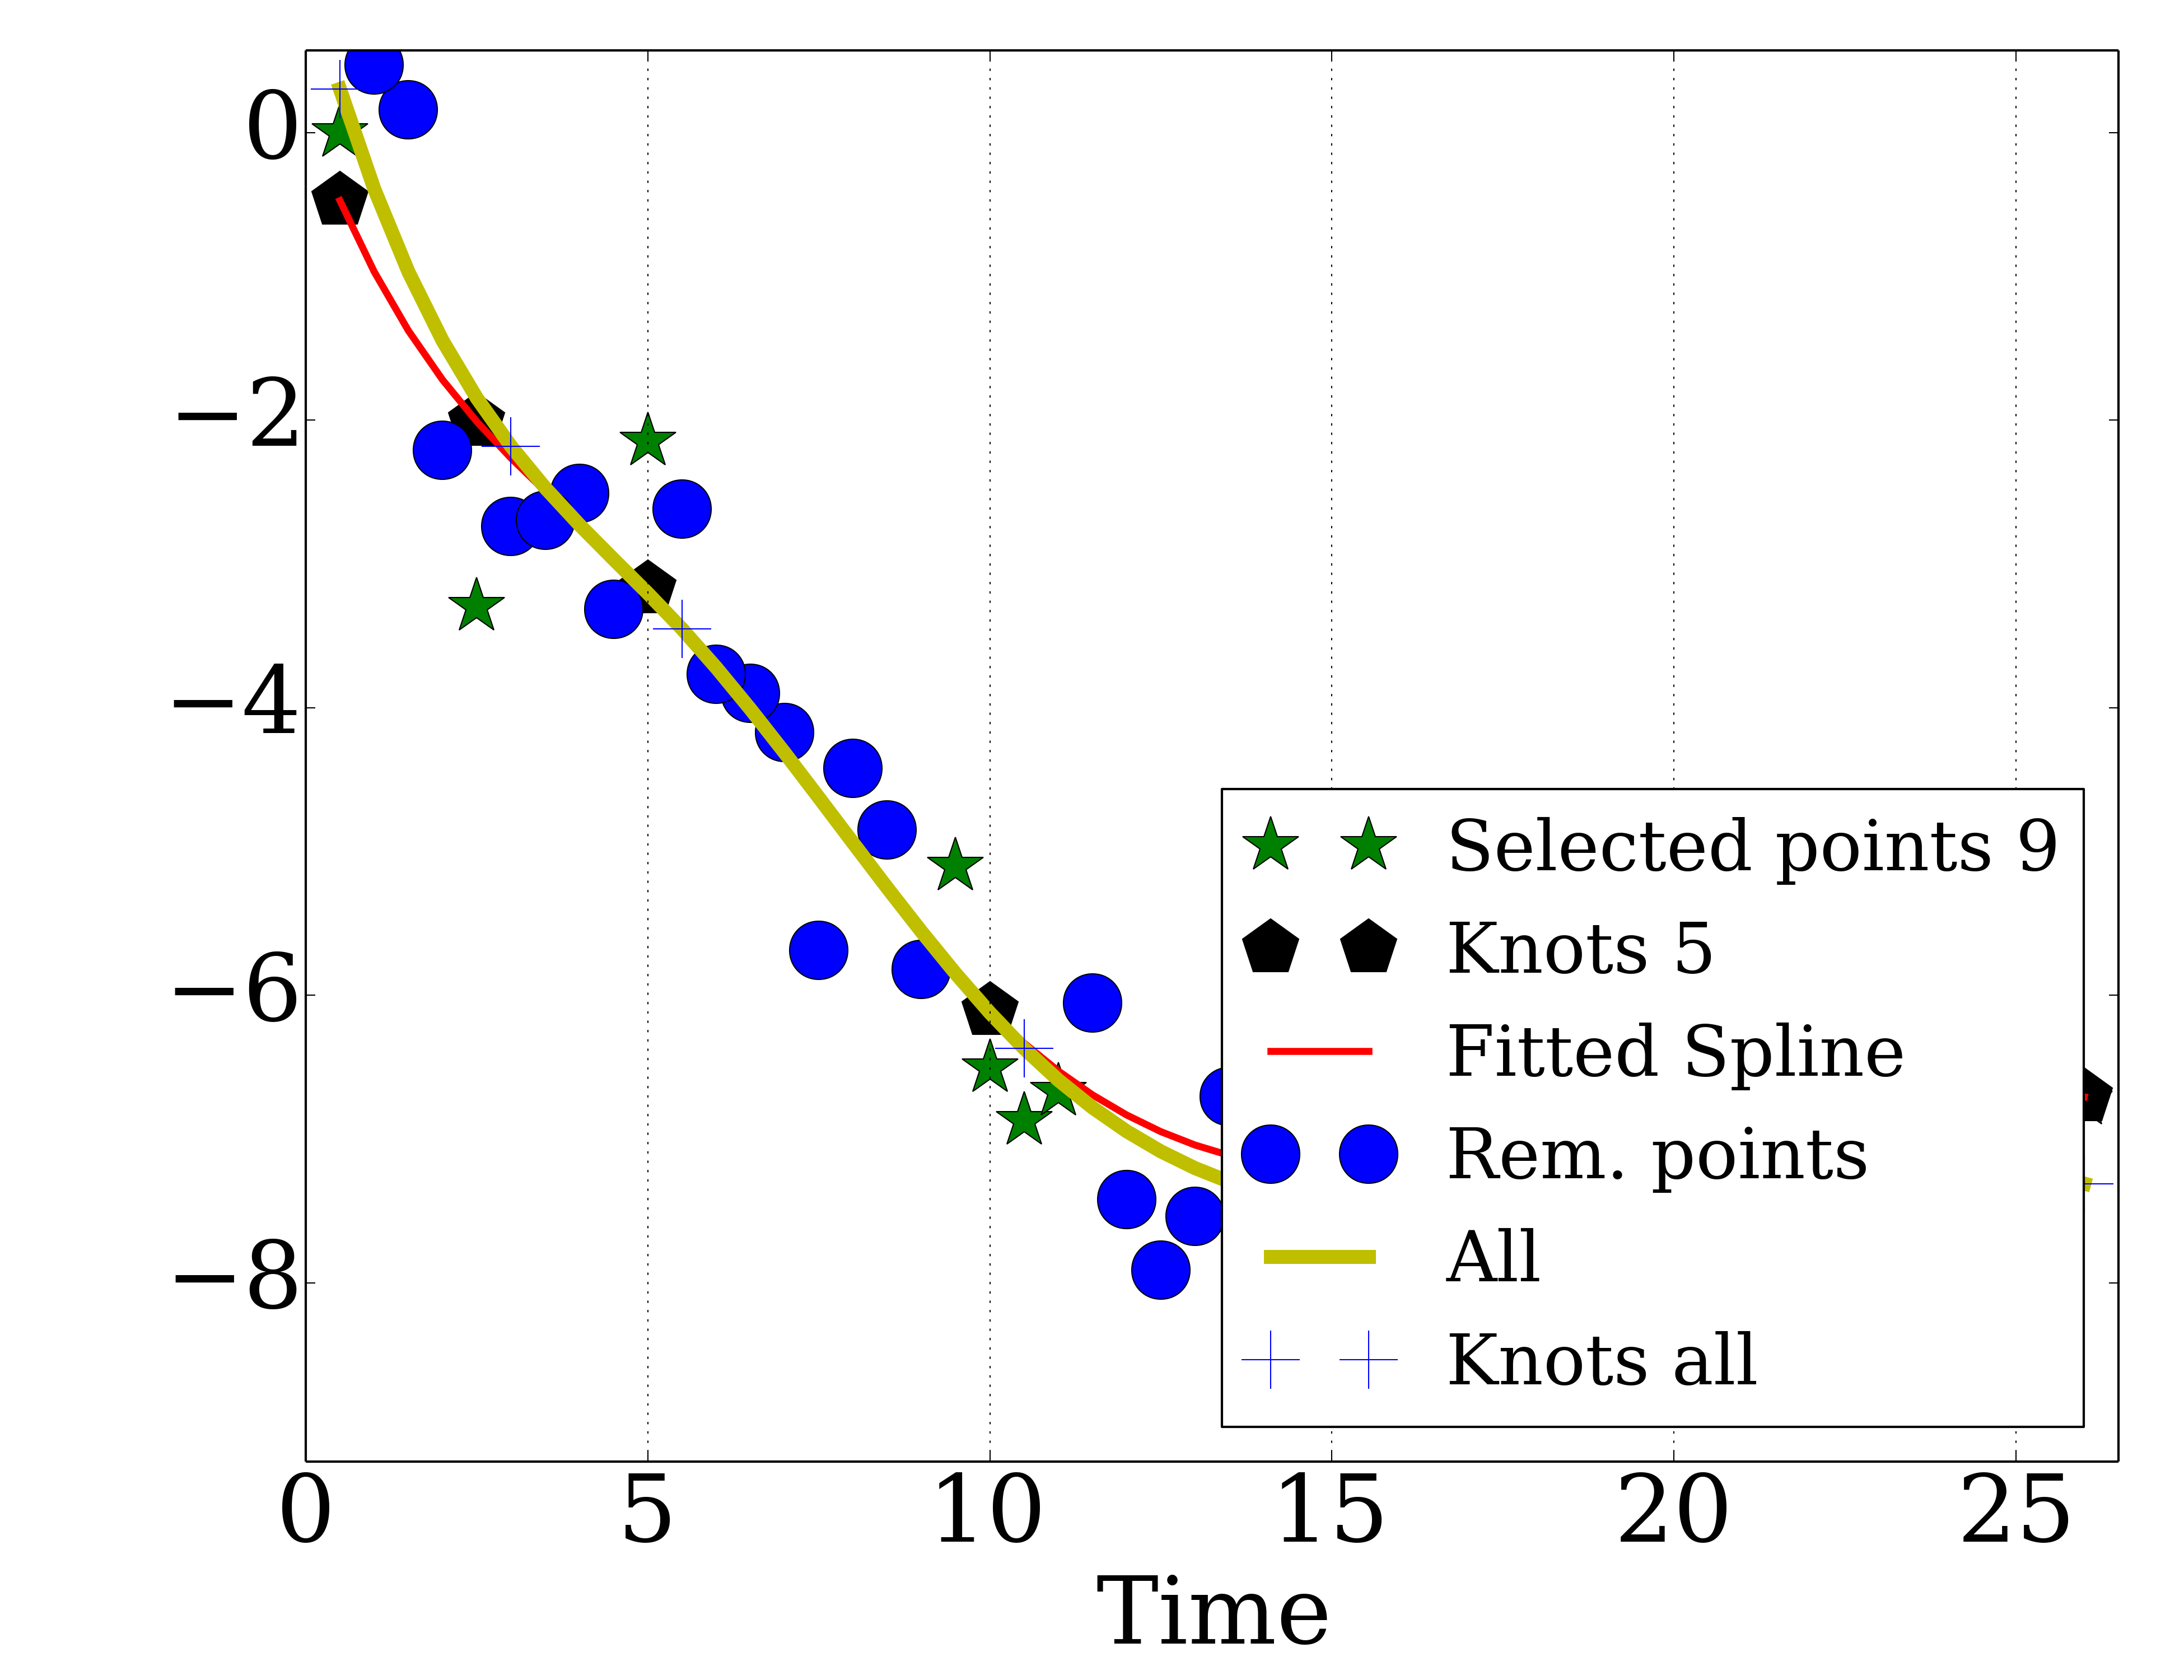 0
−2
−4
−6
−8
Selected points 9
Knots 5
Fitted Spline
Rem. points
All
Knots all
0 5 10 15 20 25
Time